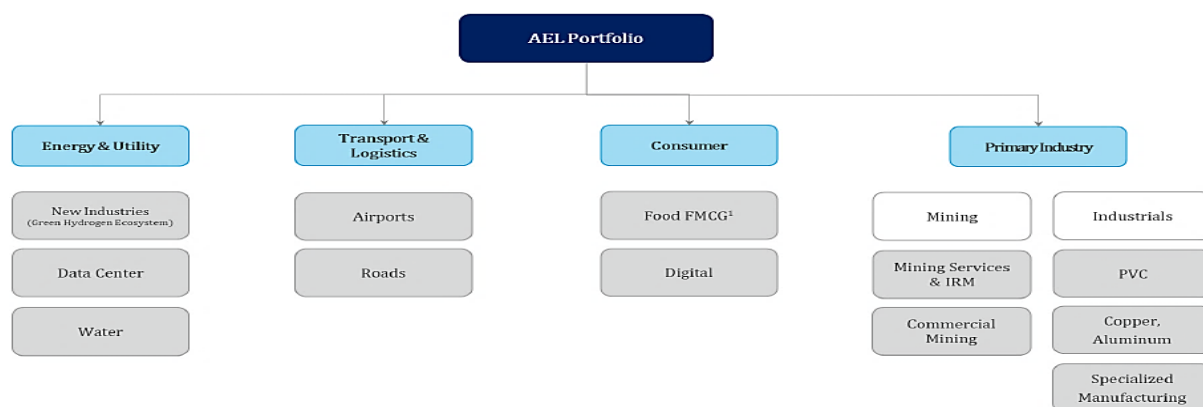 AEL Portfolio
Energy & Utility
Transport &
Logistics
Consumer
Primary Industry
New Industries
(Green Hydrogen Ecosystem)
Airports
Food FMCG¹
Mining
Industrials
Data Center
Roads
Digital
Mining Services
& IRM
PVC
Water
Commercial
Mining
Copper,
Aluminum
Specialized
Manufacturing